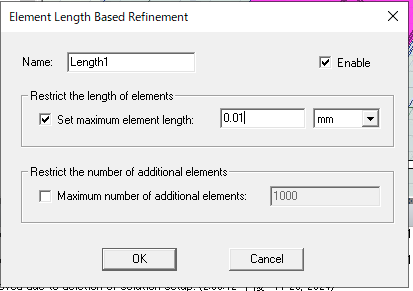 Element Length Based Refinement
Name: Length1 Enable
Restrict the length of elements
Set maximum element length: 0.01 mm
Restrict the number of additional elements
Maximum number of additional elements: 1000
OK Cancel